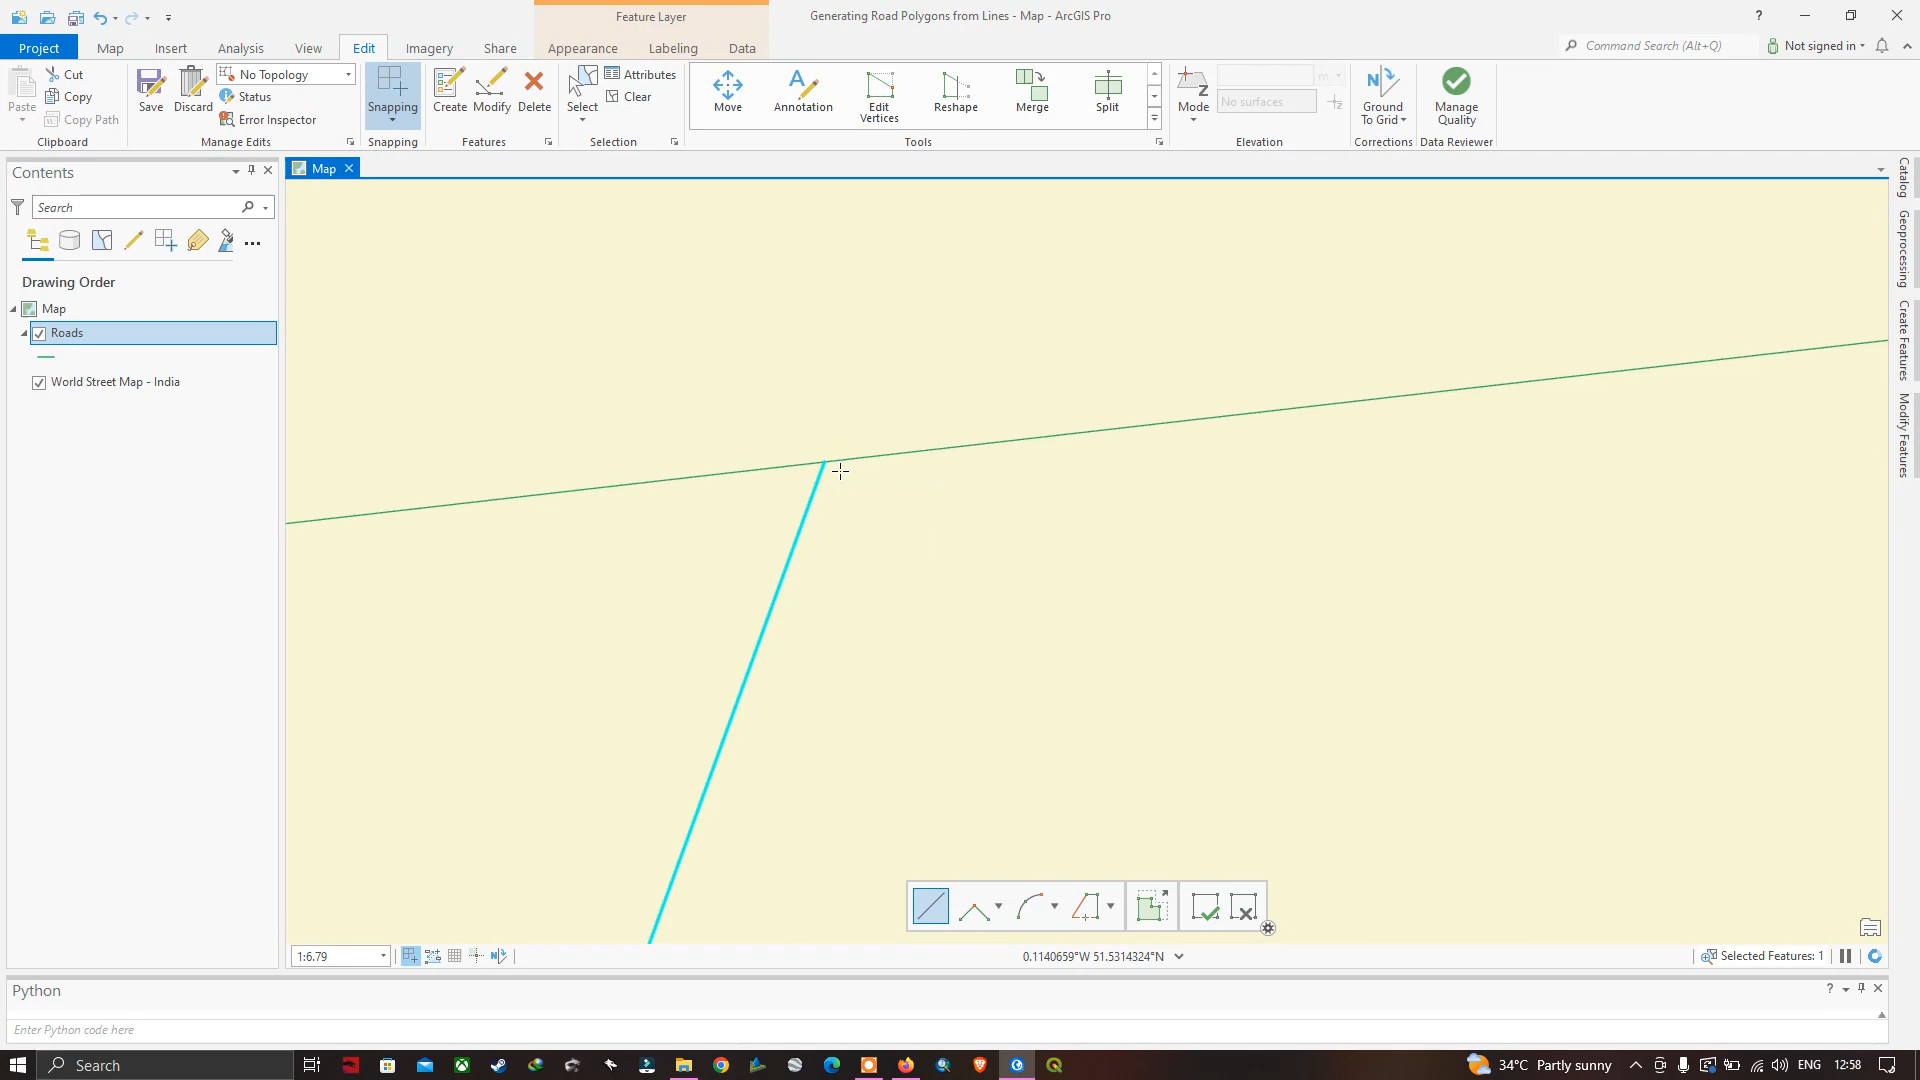 Feature Layer
Generating Road Polygons from Lines - Map - ArcGIS Pro
?
Project
Map
Insert
Analysis
View
Edit
Imagery
Share
Appearance
Labeling
Data
Command Search (Alt+Q)
Not signed in
Paste
Cut
Copy
Copy Path
Clipboard
Save
Discard
No Topology
Status
Error Inspector
Manage Edits
Snapping
Snapping
Create
Modify
Delete
Features
Select
Attributes
Clear
Selection
Move
Annotation
Edit
Vertices
Reshape
Merge
Split
Tools
Mode
m
No surfaces
Elevation
Ground
To Grid
Corrections
Manage
Quality
Data Reviewer
Contents
Search
Drawing Order
Map
Roads
World Street Map - India
Map
Catalog
Geoprocessing
Create Features
Modify Features
1:6.79
0.1140659°W 51.5314324°N
Selected Features: 1
Python
?
Enter Python code here
Search
34°C Partly sunny
ENG
12:58